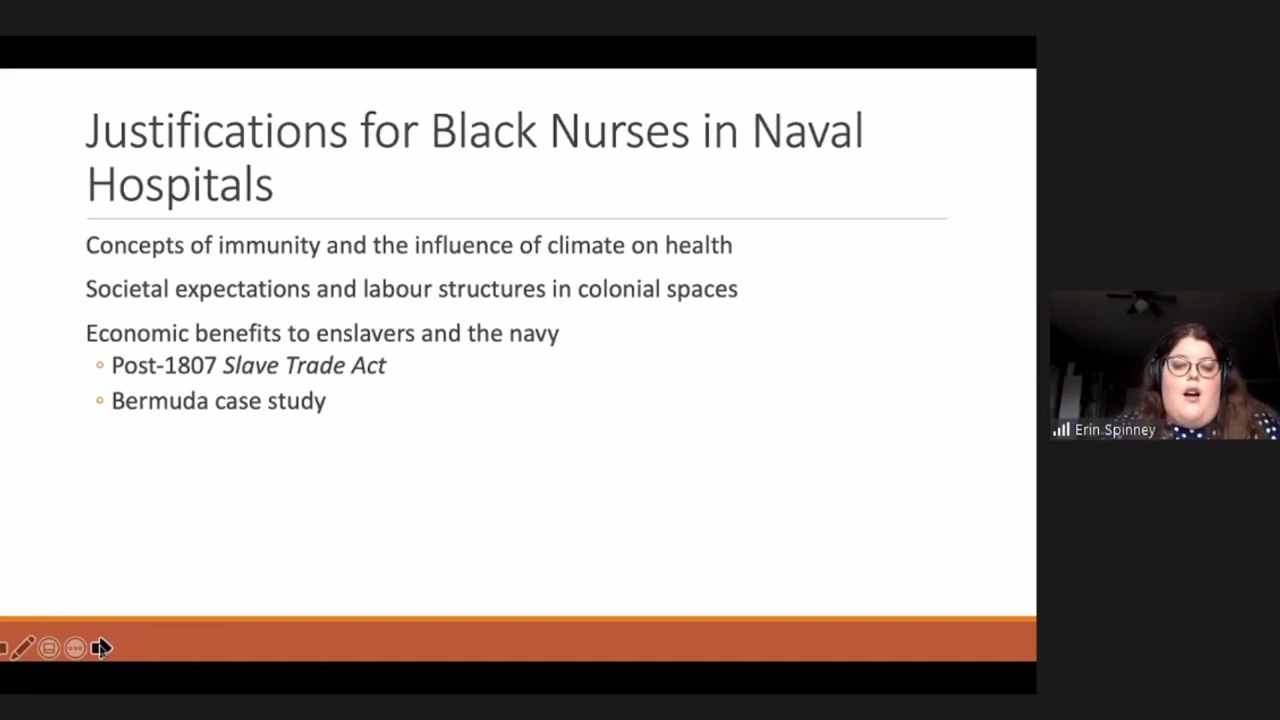 Justifications for Black Nurses in Naval
Hospitals
Concepts of immunity and the influence of climate on health
Societal expectations and labour structures in colonial spaces
Economic benefits to enslavers and the navy
Post-1807 Slave Trade Act
Bermuda case study
Erin Spinney